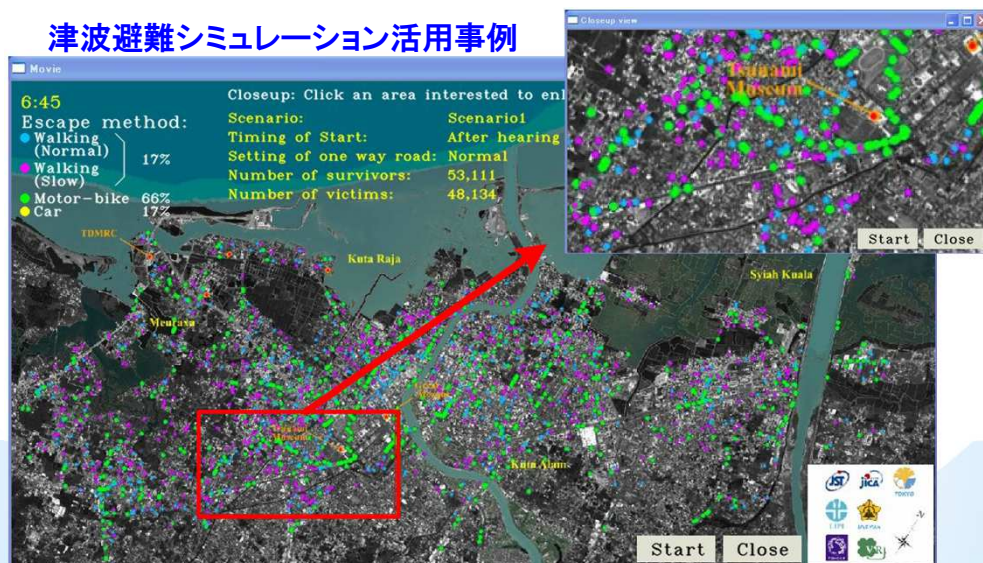 津波避難シミュレーション活用事例
Movie
6:45
Closeup: Click an area interested to enl
Escape method:
Walking (Normal)
Walking (Slow)
17%
Motor-bike 66%
Car 17%
Scenario: Scenario1
Timing of Start: After hearing
Setting of one way road: Normal
Number of survivors: 53,111
Number of victims: 48,134
Closeup view
Tsunami
Museum
Start Close
TDMRC
Kuta Raja
Syiah Kuala
Meuraxa
Tsunami
Museum
Kuta Alam
Start Close
JST
JICA
TOKYO
LIPI
N